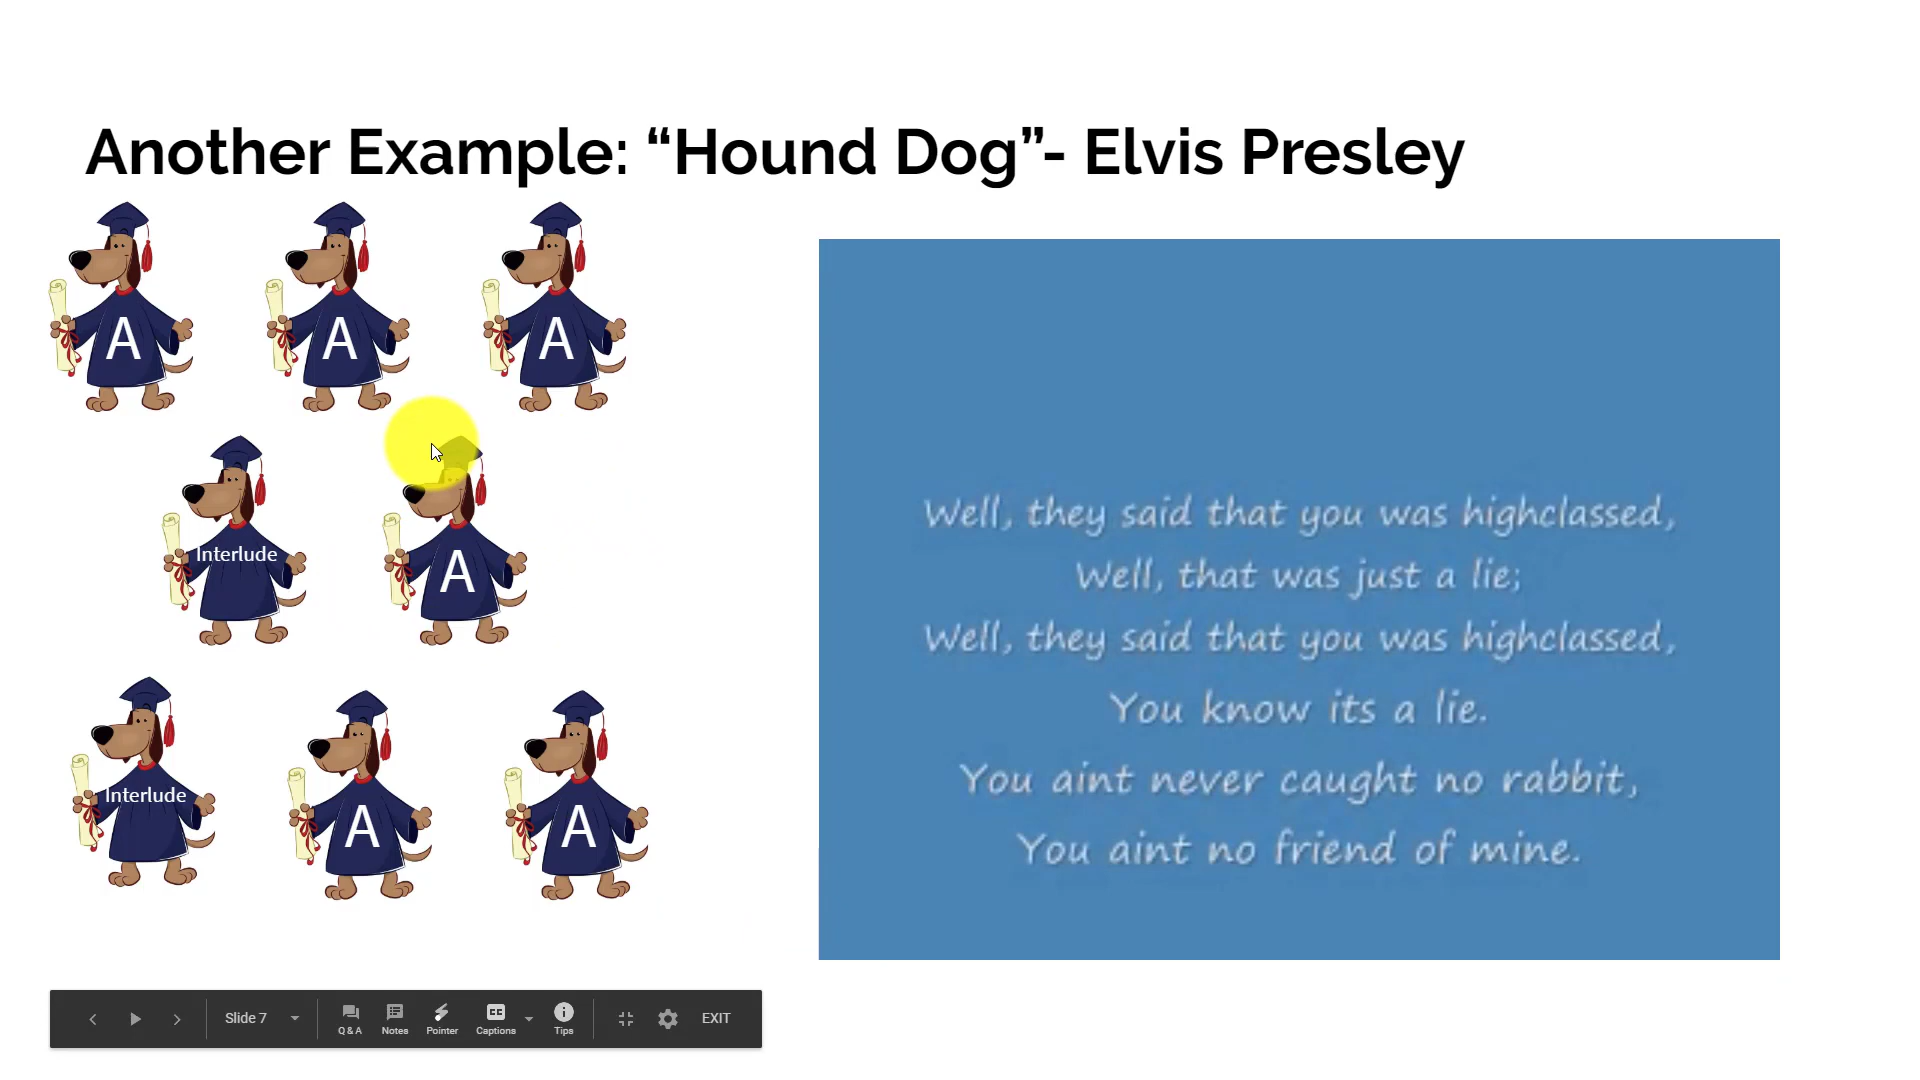 Another Example: “Hound Dog”- Elvis Presley
A A A
Interlude A
Interlude A A
Well, they said that you was highclassed,
Well, that was just a lie;
Well, they said that you was highclassed,
You know its a lie.
You aint never caught no rabbit,
You aint no friend of mine.
Slide 7 Q & A Notes Pointer CC Captions Tips EXIT